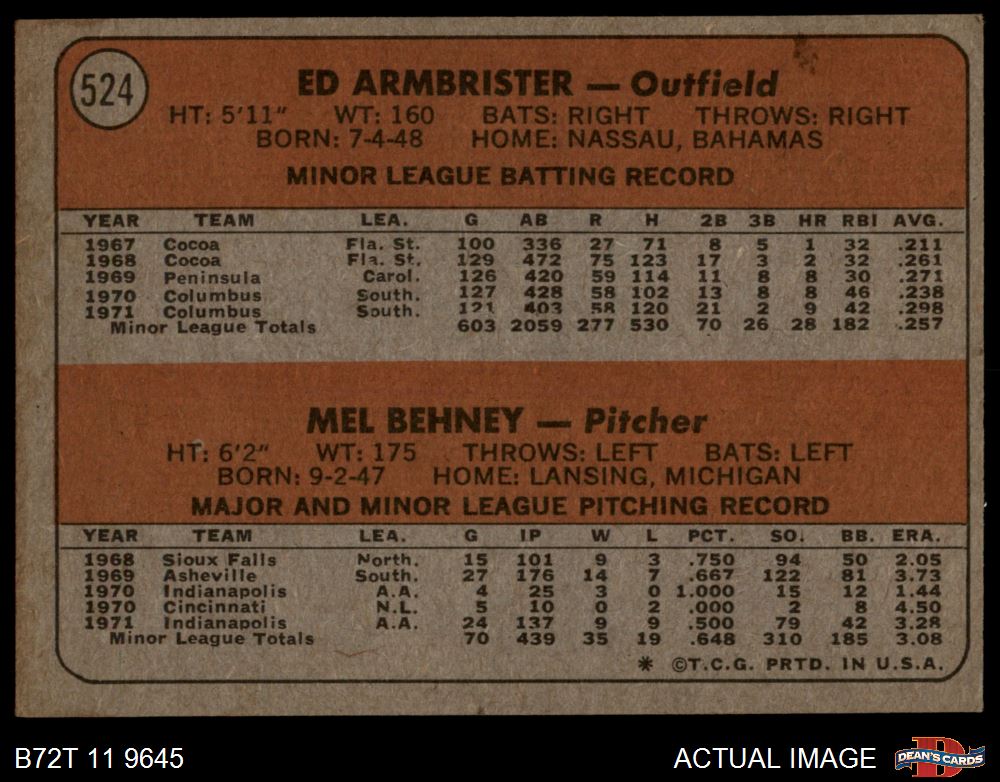 524
ED ARMBRISTER — Outfield
HT: 5'11" WT: 160 BATS: RIGHT THROWS: RIGHT
BORN: 7-4-48 HOME: NASSAU, BAHAMAS
MINOR LEAGUE BATTING RECORD
YEAR TEAM LEA. G AB R H 2B 3B HR RBI AVG.
1967 Cocoa Fla. St. 100 336 27 71 8 5 1 32 .211
1968 Cocoa Fla. St. 129 472 75 123 17 3 2 32 .261
1969 Peninsula Carol. 126 420 59 114 11 8 8 30 .271
1970 Columbus South. 127 428 58 102 13 8 8 46 .238
1971 Columbus South. 121 403 58 120 21 2 9 42 .298
Minor League Totals 603 2059 277 530 70 26 28 182 .257
MEL BEHNEY — Pitcher
HT: 6'2" WT: 175 THROWS: LEFT BATS: LEFT
BORN: 9-2-47 HOME: LANSING, MICHIGAN
MAJOR AND MINOR LEAGUE PITCHING RECORD
YEAR TEAM LEA. G IP W L PCT. SO. BB. ERA.
1968 Sioux Falls North. 15 101 9 3 .750 94 50 2.05
1969 Asheville South. 27 176 14 7 .667 122 81 3.73
1970 Indianapolis A.A. 4 25 3 0 1.000 15 12 1.44
1970 Cincinnati N.L. 5 10 0 2 .000 2 8 4.50
1971 Indianapolis A.A. 24 137 9 9 .500 79 42 3.28
Minor League Totals 70 439 35 19 .648 310 185 3.08
* ©T.C.G. PRTD. IN U.S.A.
B72T 11 9645 ACTUAL IMAGE
D
DEAN'S CARDS